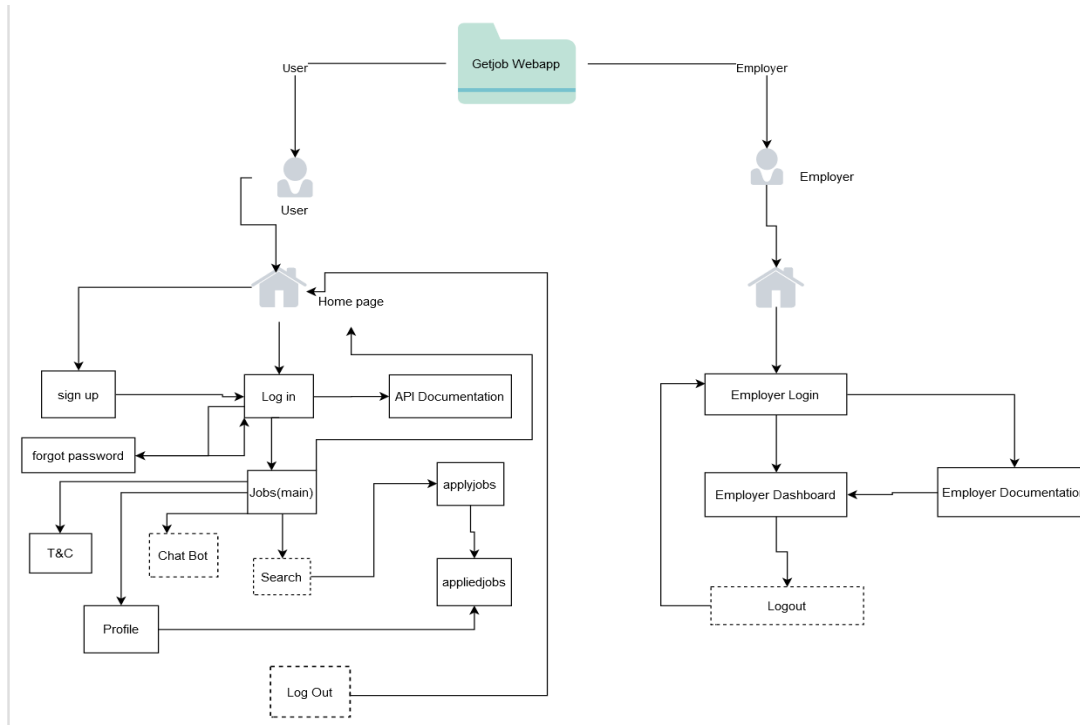 Getjob Webapp
User
Employer
User
Employer
Home page
sign up
Log in
API Documentation
Employer Login
forgot password
Jobs(main)
applyjobs
Employer Dashboard
Employer Documentation
T&C
Chat Bot
Search
appliedjobs
Logout
Profile
Log Out